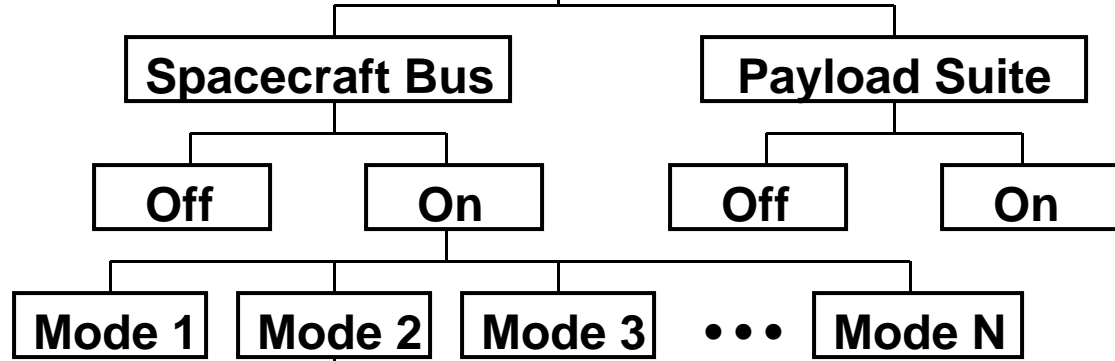 Spacecraft Bus Payload Suite
Off On Off On
Mode 1 Mode 2 Mode 3 ••• Mode N